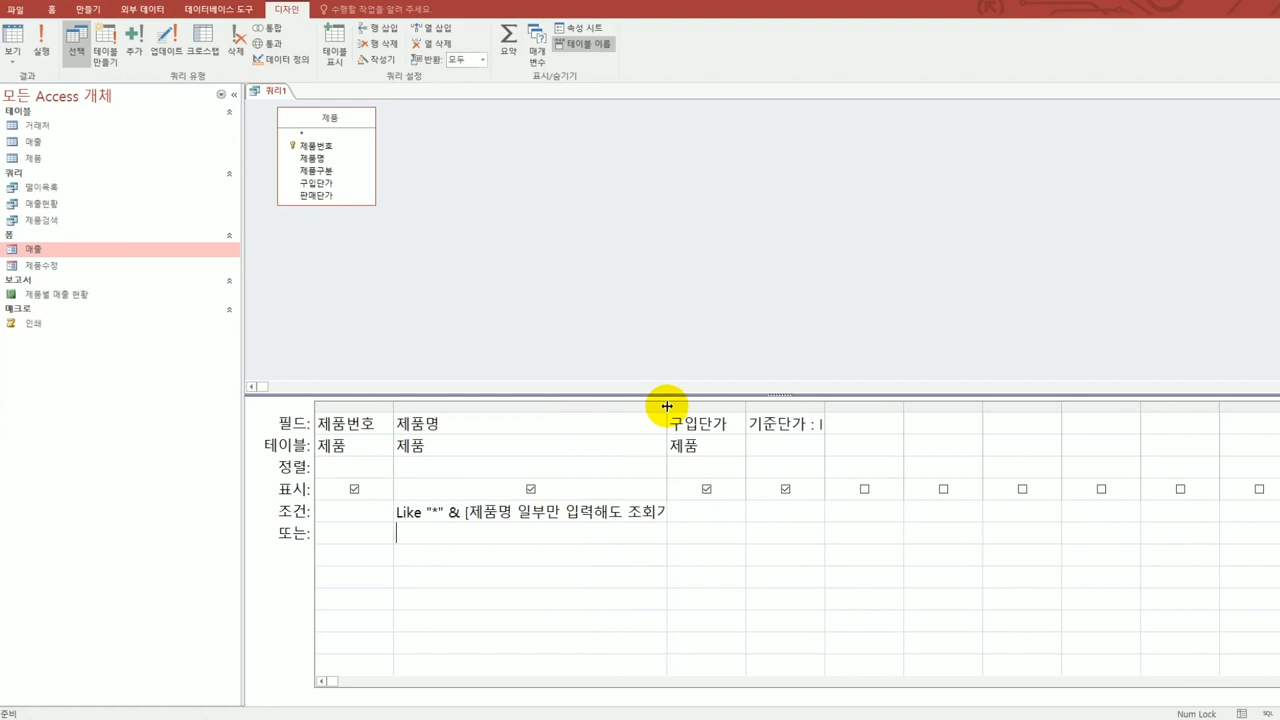 파일 홈 만들기 외부 데이터 데이터베이스 도구 디자인 수행할 작업을 알려 주세요.
통합
통과
데이터 정의
행 삽입
행 삭제
작성기
열 삽입
열 삭제
반환: 모두
속성 시트
테이블 이름
보기 실행 선택 테이블 만들기 추가 업데이트 크로스탭 삭제 테이블 표시 요약 매개 변수
결과 쿼리 유형 쿼리 설정 표시/숨기기
모든 Access 개체
테이블
거래처
매출
제품
쿼리
떨이목록
매출현황
제품검색
폼
매출
제품수정
보고서
제품별 매출 현황
매크로
인쇄
쿼리1
제품
*
제품번호
제품명
제품구분
구입단가
판매단가
필드: 제품번호 제품명 구입단가 기준단가 : I
테이블: 제품 제품 제품
정렬:
표시:
조건: Like "*" & [제품명 일부만 입력해도 조회가
또는:
준비
Num Lock
SQL